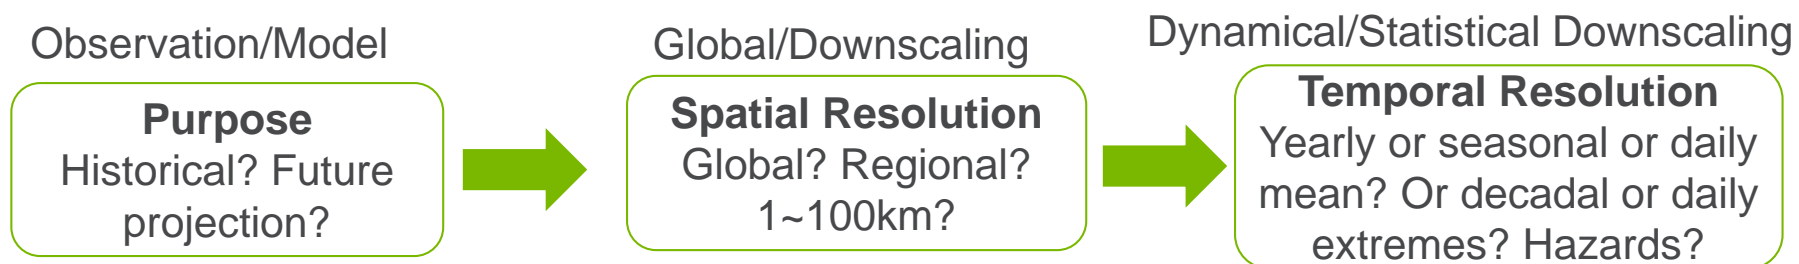 Observation/Model
Purpose
Historical? Future
projection?
Global/Downscaling
Spatial Resolution
Global? Regional?
1~100km?
Dynamical/Statistical Downscaling
Temporal Resolution
Yearly or seasonal or daily
mean? Or decadal or daily
extremes? Hazards?